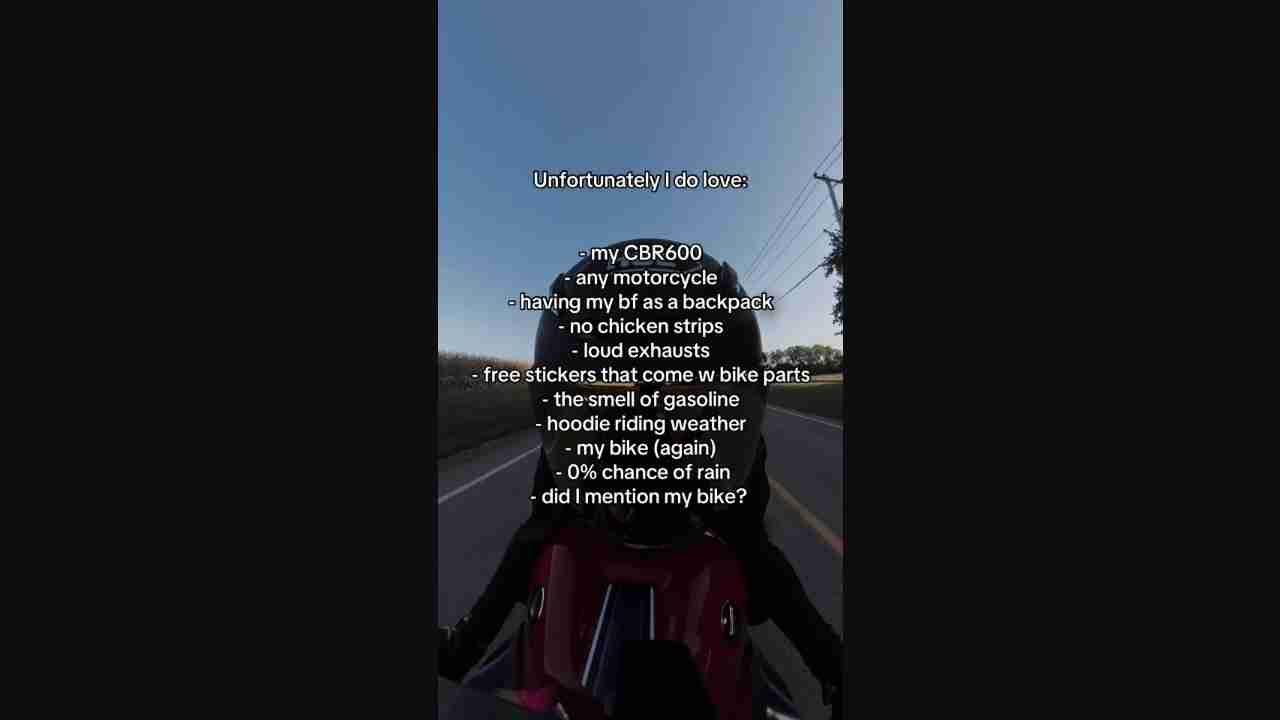 Unfortunately I do love:
- my CBR600
- any motorcycle
- having my bf as a backpack
- no chicken strips
- loud exhausts
- free stickers that come w bike parts
- the smell of gasoline
- hoodie riding weather
- my bike (again)
- 0% chance of rain
- did I mention my bike?